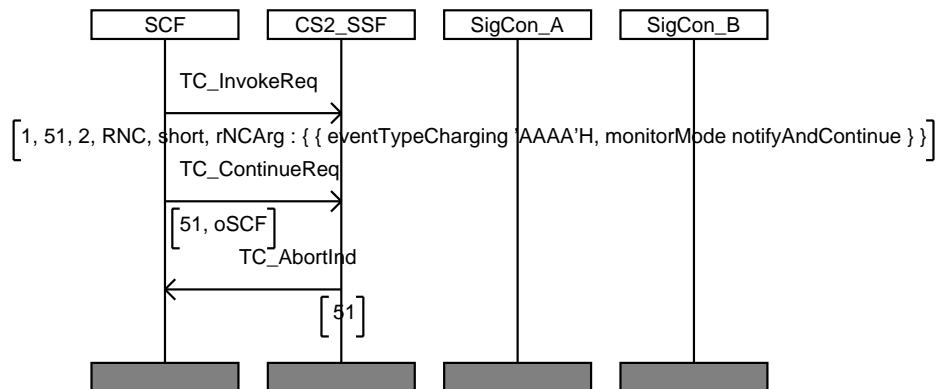 SCF CS2_SSF SigCon_A SigCon_B
TC_InvokeReq
1, 51, 2, RNC, short, rNCArg : { { eventTypeCharging 'AAAA'H, monitorMode notifyAndContinue } }
TC_ContinueReq
51, oSCF
TC_AbortInd
51